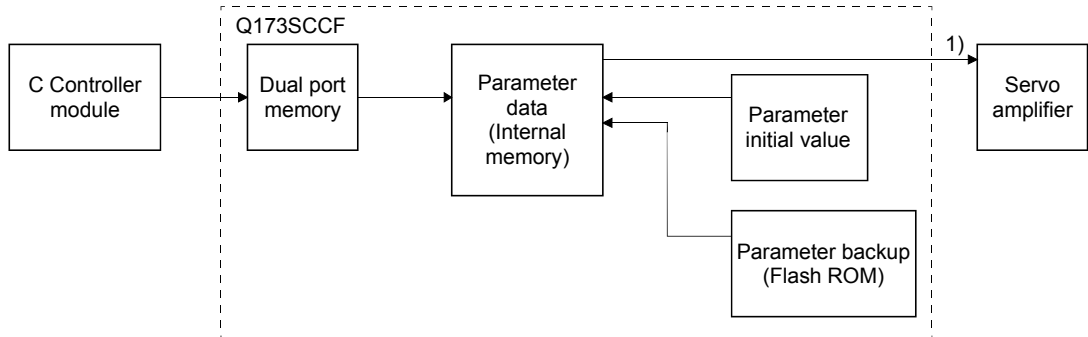 Q173SCCF
C Controller
module
Dual port
memory
Parameter
data
(Internal
memory)
1)
Servo
amplifier
Parameter
initial value
Parameter backup
(Flash ROM)